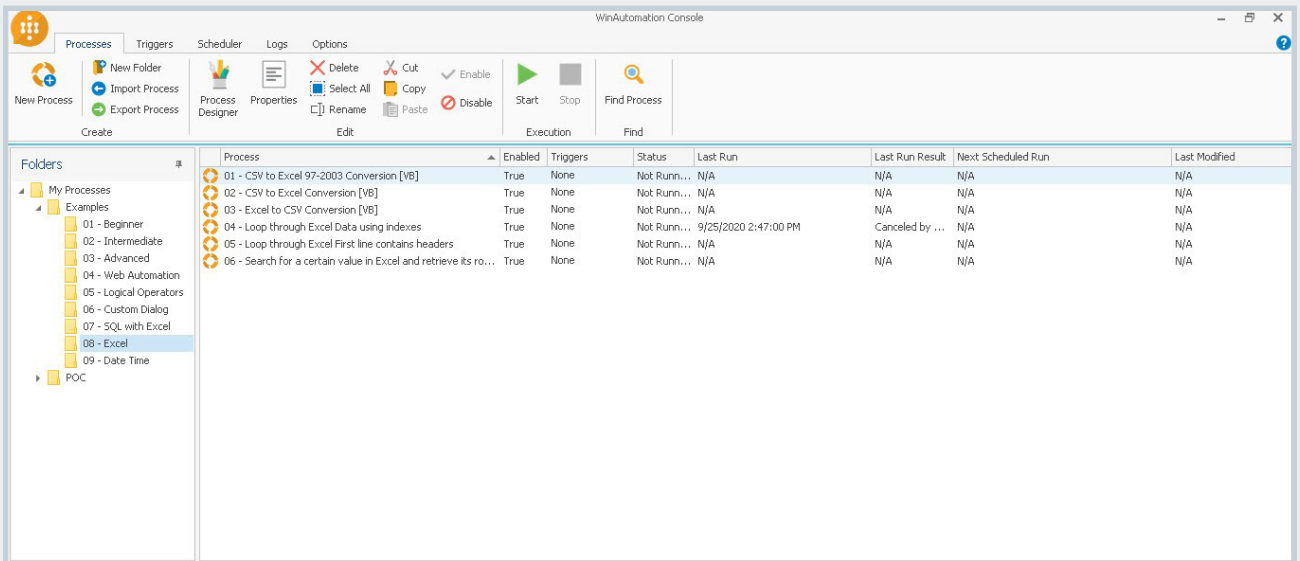 WinAutomation Console
Processes Triggers Scheduler Logs Options
New Process
New Folder
Import Process
Export Process
Create
Process Designer
Properties
Delete
Select All
Rename
Cut
Copy
Paste
Enable
Disable
Edit
Start
Stop
Execution
Find Process
Find
Folders
My Processes
Examples
01 - Beginner
02 - Intermediate
03 - Advanced
04 - Web Automation
05 - Logical Operators
06 - Custom Dialog
07 - SQL with Excel
08 - Excel
09 - Date Time
POC
Process Enabled Triggers Status Last Run Last Run Result Next Scheduled Run Last Modified
01 - CSV to Excel 97-2003 Conversion [VB] True None Not Runn... N/A N/A N/A N/A
02 - CSV to Excel Conversion [VB] True None Not Runn... N/A N/A N/A N/A
03 - Excel to CSV Conversion [VB] True None Not Runn... N/A N/A N/A N/A
04 - Loop through Excel Data using indexes True None Not Runn... 9/25/2020 2:47:00 PM Canceled by ... N/A N/A
05 - Loop through Excel First line contains headers True None Not Runn... N/A N/A N/A N/A
06 - Search for a certain value in Excel and retrieve its ro... True None Not Runn... N/A N/A N/A N/A